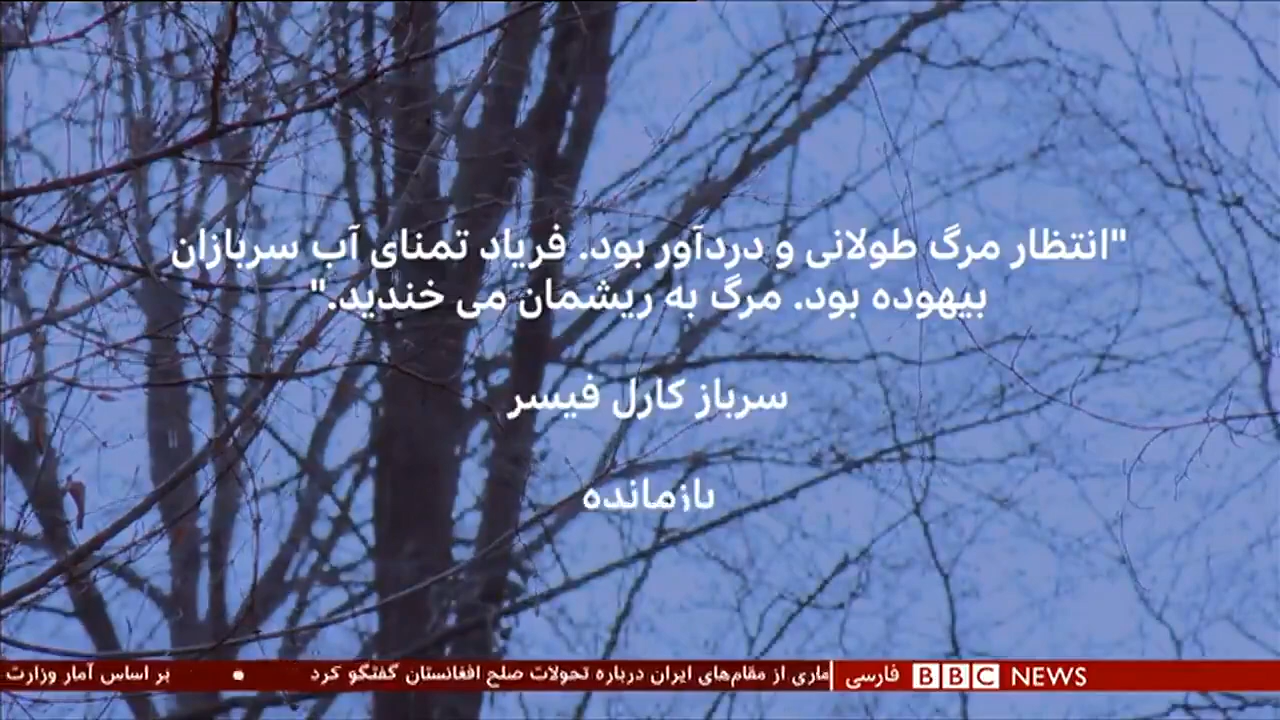 "انتظار مرگ طولانی و دردآور بود. فریاد تمنای آب سربازان
بیهوده بود. مرگ به ریشمان می خندید."
سرباز کارل فیسر
بازمانده
BBC NEWS فارسی
ماری از مقام‌های ایران درباره تحولات صلح افغانستان گفتگو کرد • بر اساس آمار وزارت